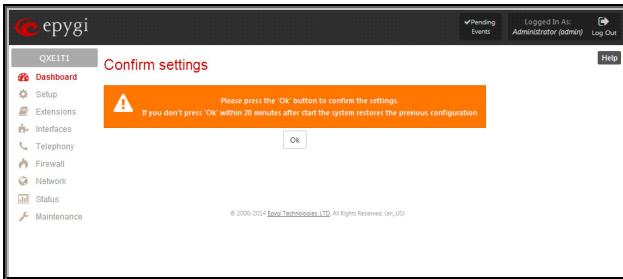 epygi
Pending
Events
Logged In As:
Administrator (admin)
Log Out
QXE1T1
Help
Confirm settings
Dashboard
Setup
Extensions
Interfaces
Telephony
Firewall
Network
Status
Maintenance
Please press the 'Ok' button to confirm the settings.
If you don't press 'Ok' within 20 minutes after start the system restores the previous configuration
Ok
© 2000-2014 Epygi Technologies, LTD. All Rights Reserved. (en_US)